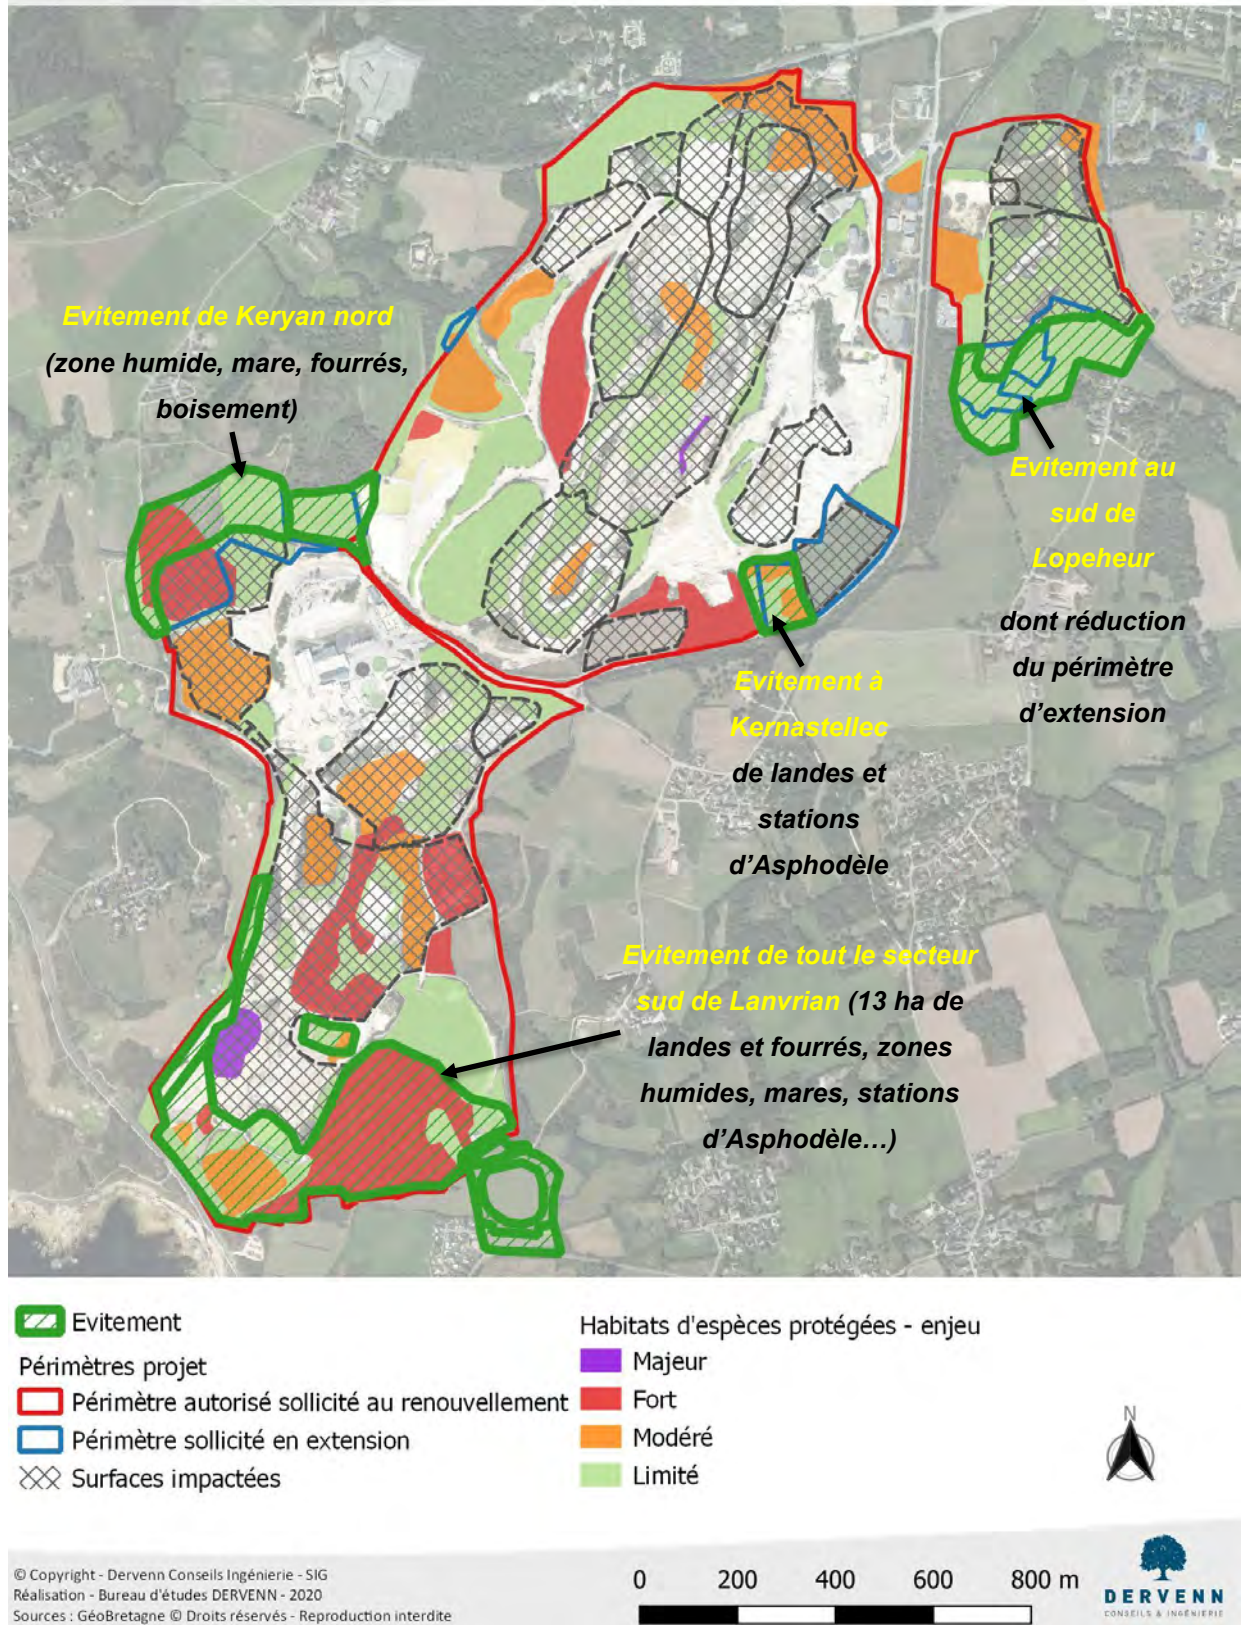 Evitement de Keryan nord
(zone humide, mare, fourrés,
boisement)
Evitement au
sud de
Lopeheur
dont réduction
du périmètre
d'extension
Evitement à
Kernastellec
de landes et
stations
d'Asphodèle
Evitement de tout le secteur
sud de Lanvrian (13 ha de
landes et fourrés, zones
humides, mares, stations
d'Asphodèle…)
Evitement
Périmètres projet
Périmètre autorisé sollicité au renouvellement
Périmètre sollicité en extension
Surfaces impactées
Habitats d'espèces protégées - enjeu
Majeur
Fort
Modéré
Limité
N
© Copyright - Dervenn Conseils Ingénierie - SIG
Réalisation - Bureau d'études DERVENN - 2020
Sources : GéoBretagne © Droits réservés - Reproduction interdite
0 200 400 600 800 m
DERVENN
CONSEILS & INGÉNIERIE